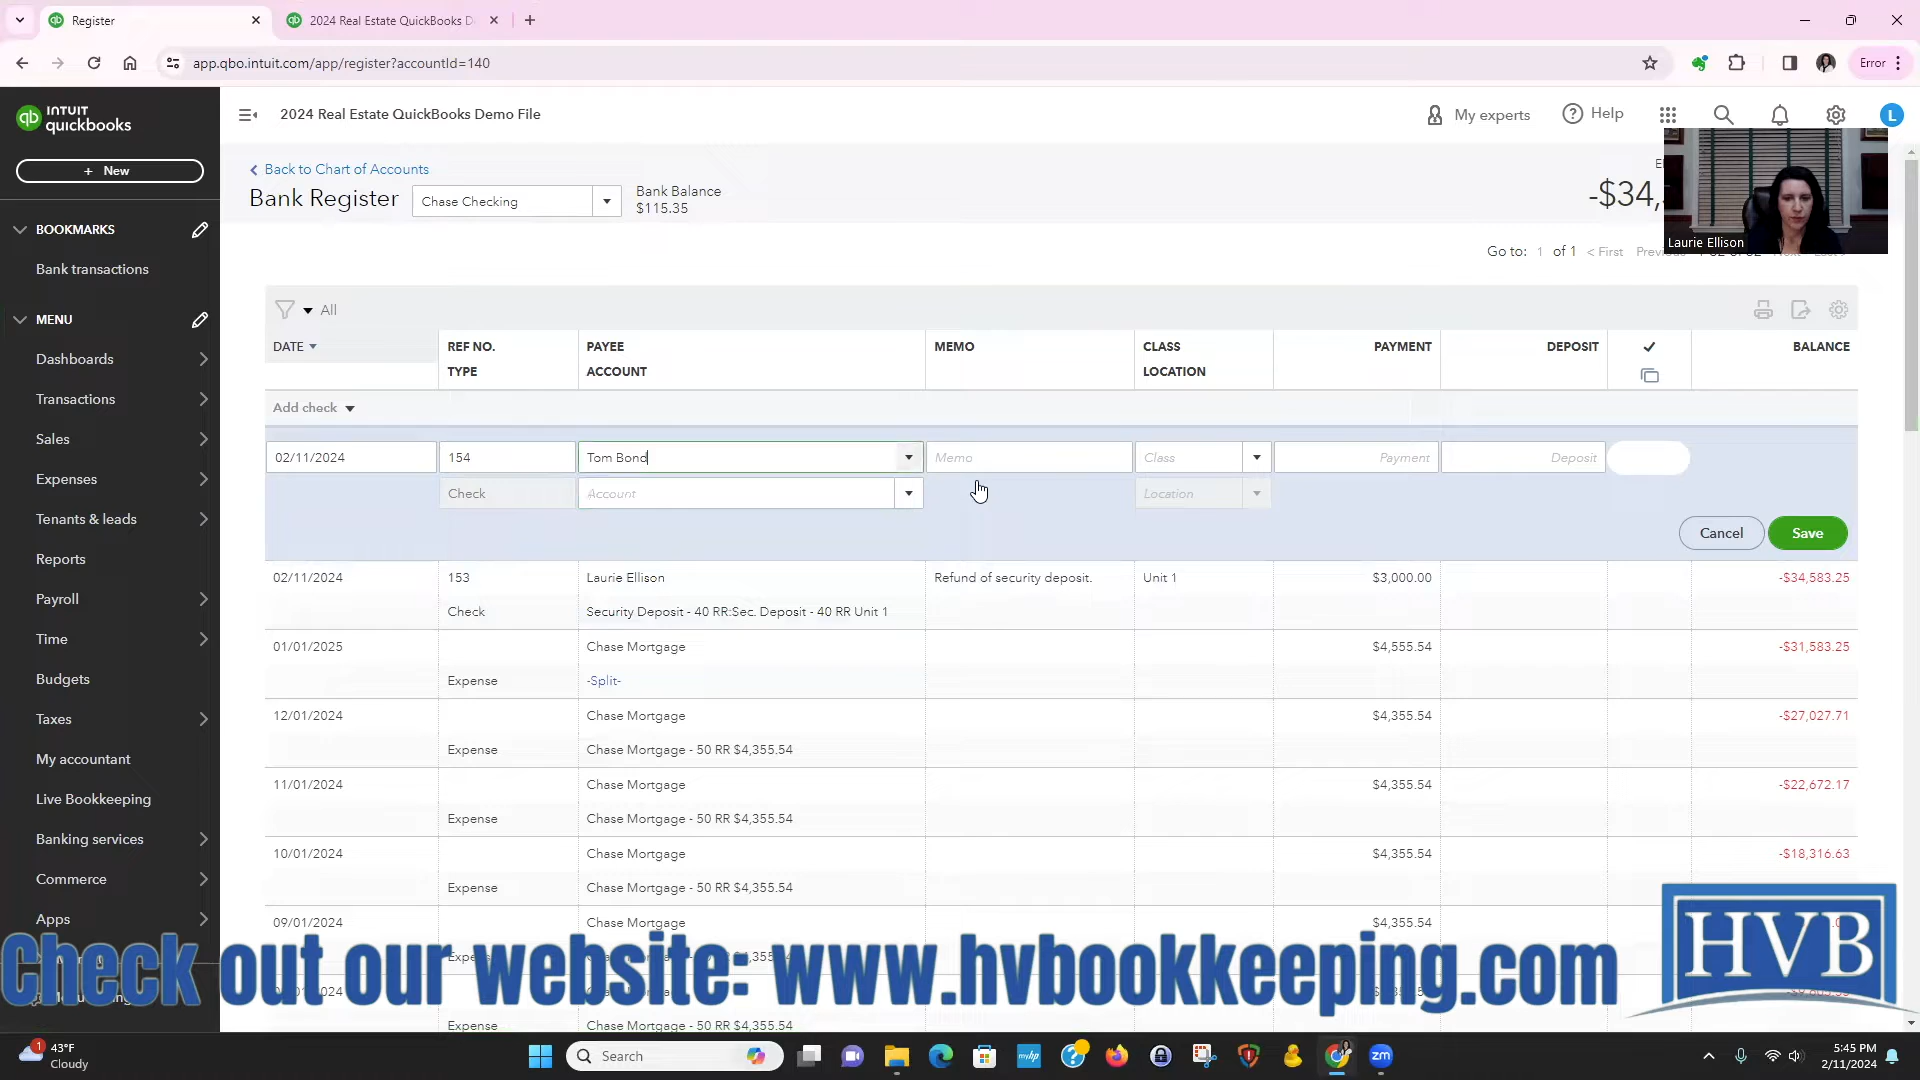 Register
2024 Real Estate QuickBooks D
app.qbo.intuit.com/app/register?accountId=140
Error
INTUIT
quickbooks
2024 Real Estate QuickBooks Demo File
My experts
Help
L
+ New
Back to Chart of Accounts
Bank Register
Chase Checking
Bank Balance
$115.35
-$34,
Laurie Ellison
Go to: 1 of 1 < First
BOOKMARKS
Bank transactions
MENU
Dashboards
Transactions
Sales
Expenses
Tenants & leads
Reports
Payroll
Time
Budgets
Taxes
My accountant
Live Bookkeeping
Banking services
Commerce
Apps
All
DATE REF NO. PAYEE MEMO CLASS PAYMENT DEPOSIT BALANCE
TYPE ACCOUNT LOCATION
Add check
02/11/2024 154 Tom Bond Memo Class Payment Deposit
Check Account Location
Cancel Save
02/11/2024 153 Laurie Ellison Refund of security deposit. Unit 1 $3,000.00 -$34,583.25
Check Security Deposit - 40 RR:Sec. Deposit - 40 RR Unit 1
01/01/2025 Chase Mortgage $4,555.54 -$31,583.25
Expense -Split-
12/01/2024 Chase Mortgage $4,355.54 -$27,027.71
Expense Chase Mortgage - 50 RR $4,355.54
11/01/2024 Chase Mortgage $4,355.54 -$22,672.17
Expense Chase Mortgage - 50 RR $4,355.54
10/01/2024 Chase Mortgage $4,355.54 -$18,316.63
Expense Chase Mortgage - 50 RR $4,355.54
09/01/2024 Chase Mortgage $4,355.54
Check out our website: www.hvbookkeeping.com
HVB
Expense Chase Mortgage - 50 RR $4,355.54
1
43°F
Cloudy
Search
myhp
zm
5:45 PM
2/11/2024